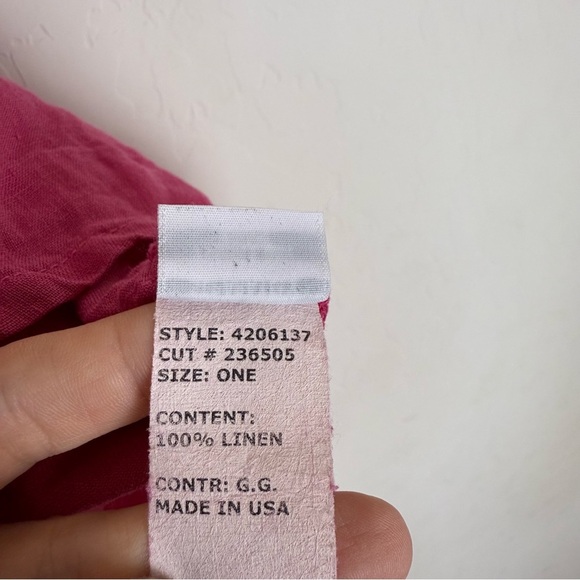 STYLE: 4206137
CUT # 236505
SIZE: ONE
CONTENT:
100% LINEN
CONTR: G.G.
MADE IN USA